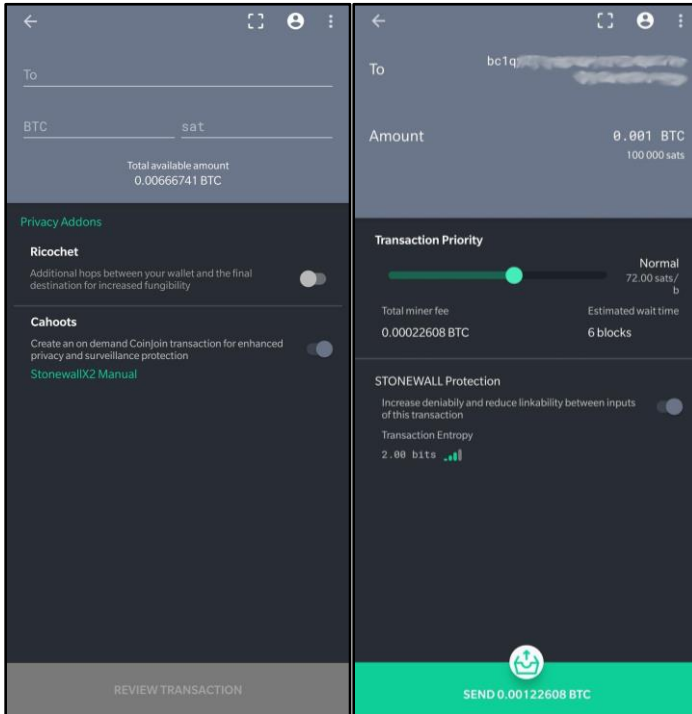 To
BTC
sat
Total available amount
0.00666741 BTC
Privacy Addons
Ricochet
Additional hops between your wallet and the final
destination for increased fungibility
Cahoots
Create an on demand CoinJoin transaction for enhanced
privacy and surveillance protection
StonewallX2 Manual
REVIEW TRANSACTION
To
bc1q
Amount
0.001 BTC
100 000 sats
Transaction Priority
Normal
72.00 sats/
b
Total miner fee
Estimated wait time
0.00022608 BTC
6 blocks
STONEWALL Protection
Increase deniabily and reduce linkability between inputs
of this transaction
Transaction Entropy
2.00 bits
SEND 0.00122608 BTC